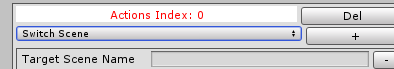 Actions Index: 0
Del
Switch Scene
+
Target Scene Name
-